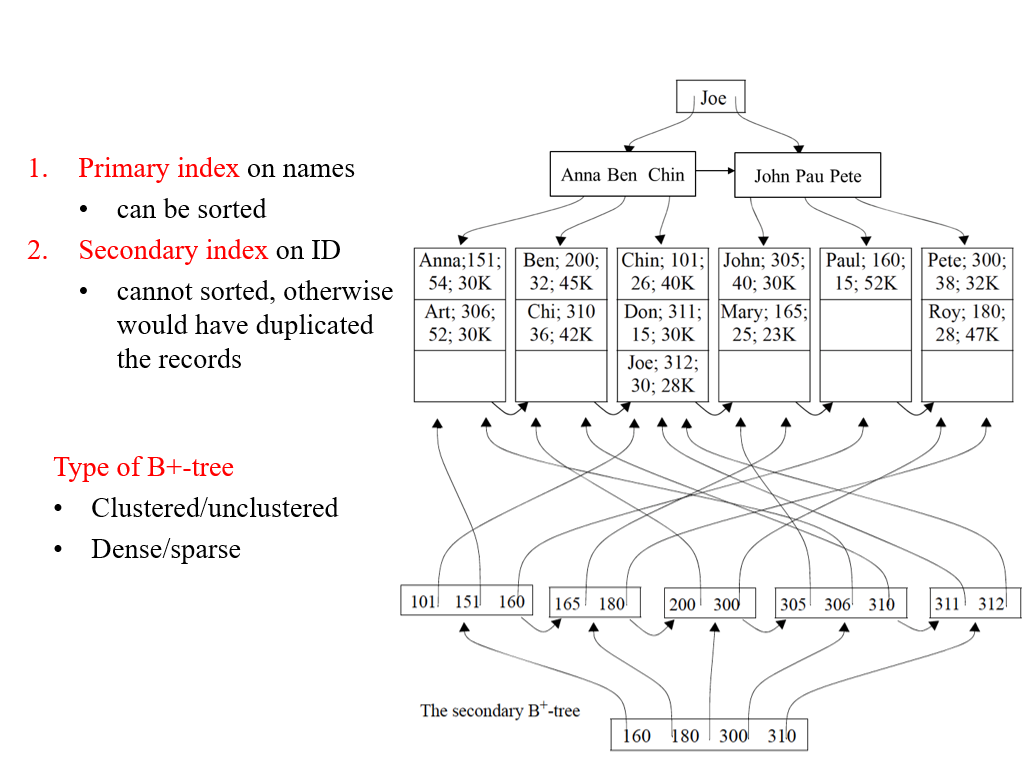 1. Primary index on names
• can be sorted
2. Secondary index on ID
• cannot sorted, otherwise
would have duplicated
the records
Type of B+-tree
• Clustered/unclustered
• Dense/sparse
Joe
Anna Ben Chin
John Pau Pete
Anna;151;
54; 30K
Art; 306;
52; 30K
Ben; 200;
32; 45K
Chi; 310
36; 42K
Chin; 101;
26; 40K
Don; 311;
15; 30K
Joe; 312;
30; 28K
John; 305;
40; 30K
Mary; 165;
25; 23K
Paul; 160;
15; 52K
Pete; 300;
38; 32K
Roy; 180;
28; 47K
101 151 160
165 180
200 300
305 306 310
311 312
The secondary B+-tree
160 180 300 310